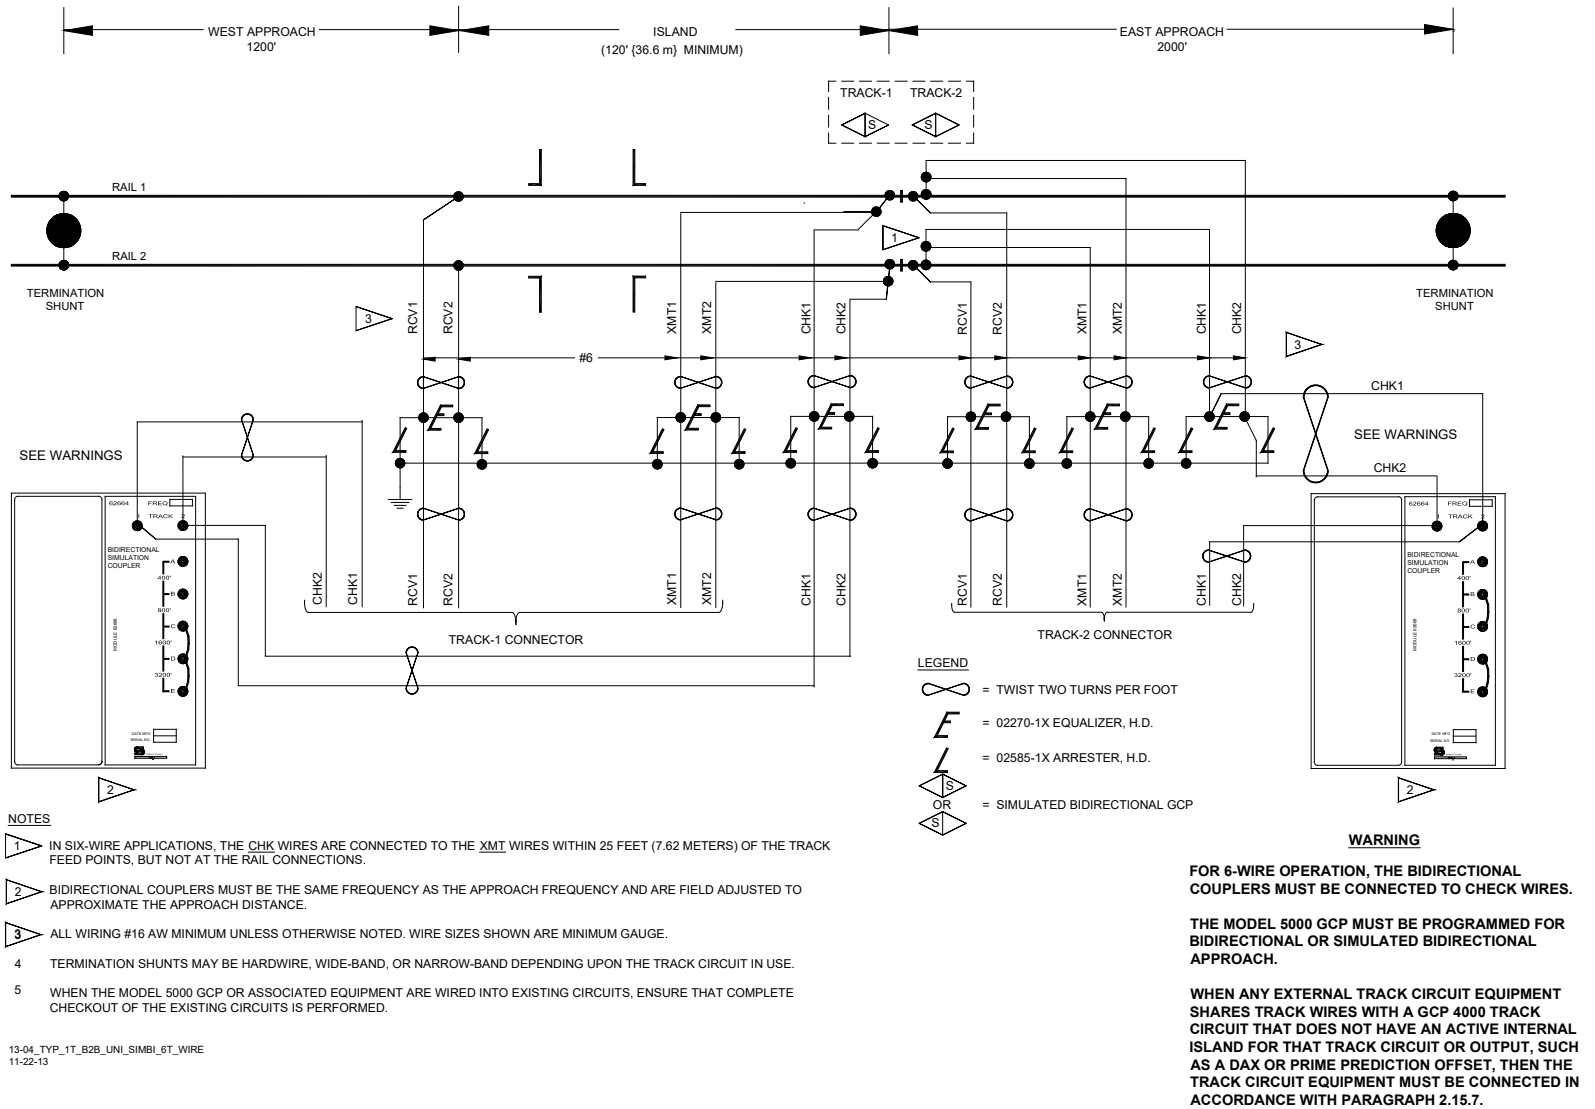 WEST APPROACH
1200'
ISLAND
(120' {36.6 m} MINIMUM)
EAST APPROACH
2000'
TRACK-1 TRACK-2
S S
RAIL 1
RAIL 2
1
TERMINATION
SHUNT
TERMINATION
SHUNT
3
RCV1
RCV2
XMT1
XMT2
CHK1
CHK2
RCV1
RCV2
XMT1
XMT2
CHK1
CHK2
3
#6
CHK1
SEE WARNINGS
CHK2
SEE WARNINGS
62664 FREQ
1 TRACK 2
BIDIRECTIONAL
SIMULATION
COUPLER
A
400'
B
800'
C
1600'
D
3200'
E
DATE MFG
SERIAL NO.
2
CHK2
CHK1
RCV1
RCV2
XMT1
XMT2
CHK1
CHK2
RCV1
RCV2
XMT1
XMT2
CHK1
CHK2
TRACK-1 CONNECTOR
TRACK-2 CONNECTOR
62664 FREQ
1 TRACK 2
BIDIRECTIONAL
SIMULATION
COUPLER
A
400'
B
800'
C
1600'
D
3200'
E
DATE MFG
SERIAL NO.
2
LEGEND
= TWIST TWO TURNS PER FOOT
= 02270-1X EQUALIZER, H.D.
= 02585-1X ARRESTER, H.D.
S
OR = SIMULATED BIDIRECTIONAL GCP
S
NOTES
1 IN SIX-WIRE APPLICATIONS, THE CHK WIRES ARE CONNECTED TO THE XMT WIRES WITHIN 25 FEET (7.62 METERS) OF THE TRACK
FEED POINTS, BUT NOT AT THE RAIL CONNECTIONS.
2 BIDIRECTIONAL COUPLERS MUST BE THE SAME FREQUENCY AS THE APPROACH FREQUENCY AND ARE FIELD ADJUSTED TO
APPROXIMATE THE APPROACH DISTANCE.
3 ALL WIRING #16 AW MINIMUM UNLESS OTHERWISE NOTED. WIRE SIZES SHOWN ARE MINIMUM GAUGE.
4 TERMINATION SHUNTS MAY BE HARDWIRE, WIDE-BAND, OR NARROW-BAND DEPENDING UPON THE TRACK CIRCUIT IN USE.
5 WHEN THE MODEL 5000 GCP OR ASSOCIATED EQUIPMENT ARE WIRED INTO EXISTING CIRCUITS, ENSURE THAT COMPLETE
CHECKOUT OF THE EXISTING CIRCUITS IS PERFORMED.
13-04_TYP_1T_B2B_UNI_SIMBI_6T_WIRE
11-22-13
WARNING
FOR 6-WIRE OPERATION, THE BIDIRECTIONAL
COUPLERS MUST BE CONNECTED TO CHECK WIRES.
THE MODEL 5000 GCP MUST BE PROGRAMMED FOR
BIDIRECTIONAL OR SIMULATED BIDIRECTIONAL
APPROACH.
WHEN ANY EXTERNAL TRACK CIRCUIT EQUIPMENT
SHARES TRACK WIRES WITH A GCP 4000 TRACK
CIRCUIT THAT DOES NOT HAVE AN ACTIVE INTERNAL
ISLAND FOR THAT TRACK CIRCUIT OR OUTPUT, SUCH
AS A DAX OR PRIME PREDICTION OFFSET, THEN THE
TRACK CIRCUIT EQUIPMENT MUST BE CONNECTED IN
ACCORDANCE WITH PARAGRAPH 2.15.7.